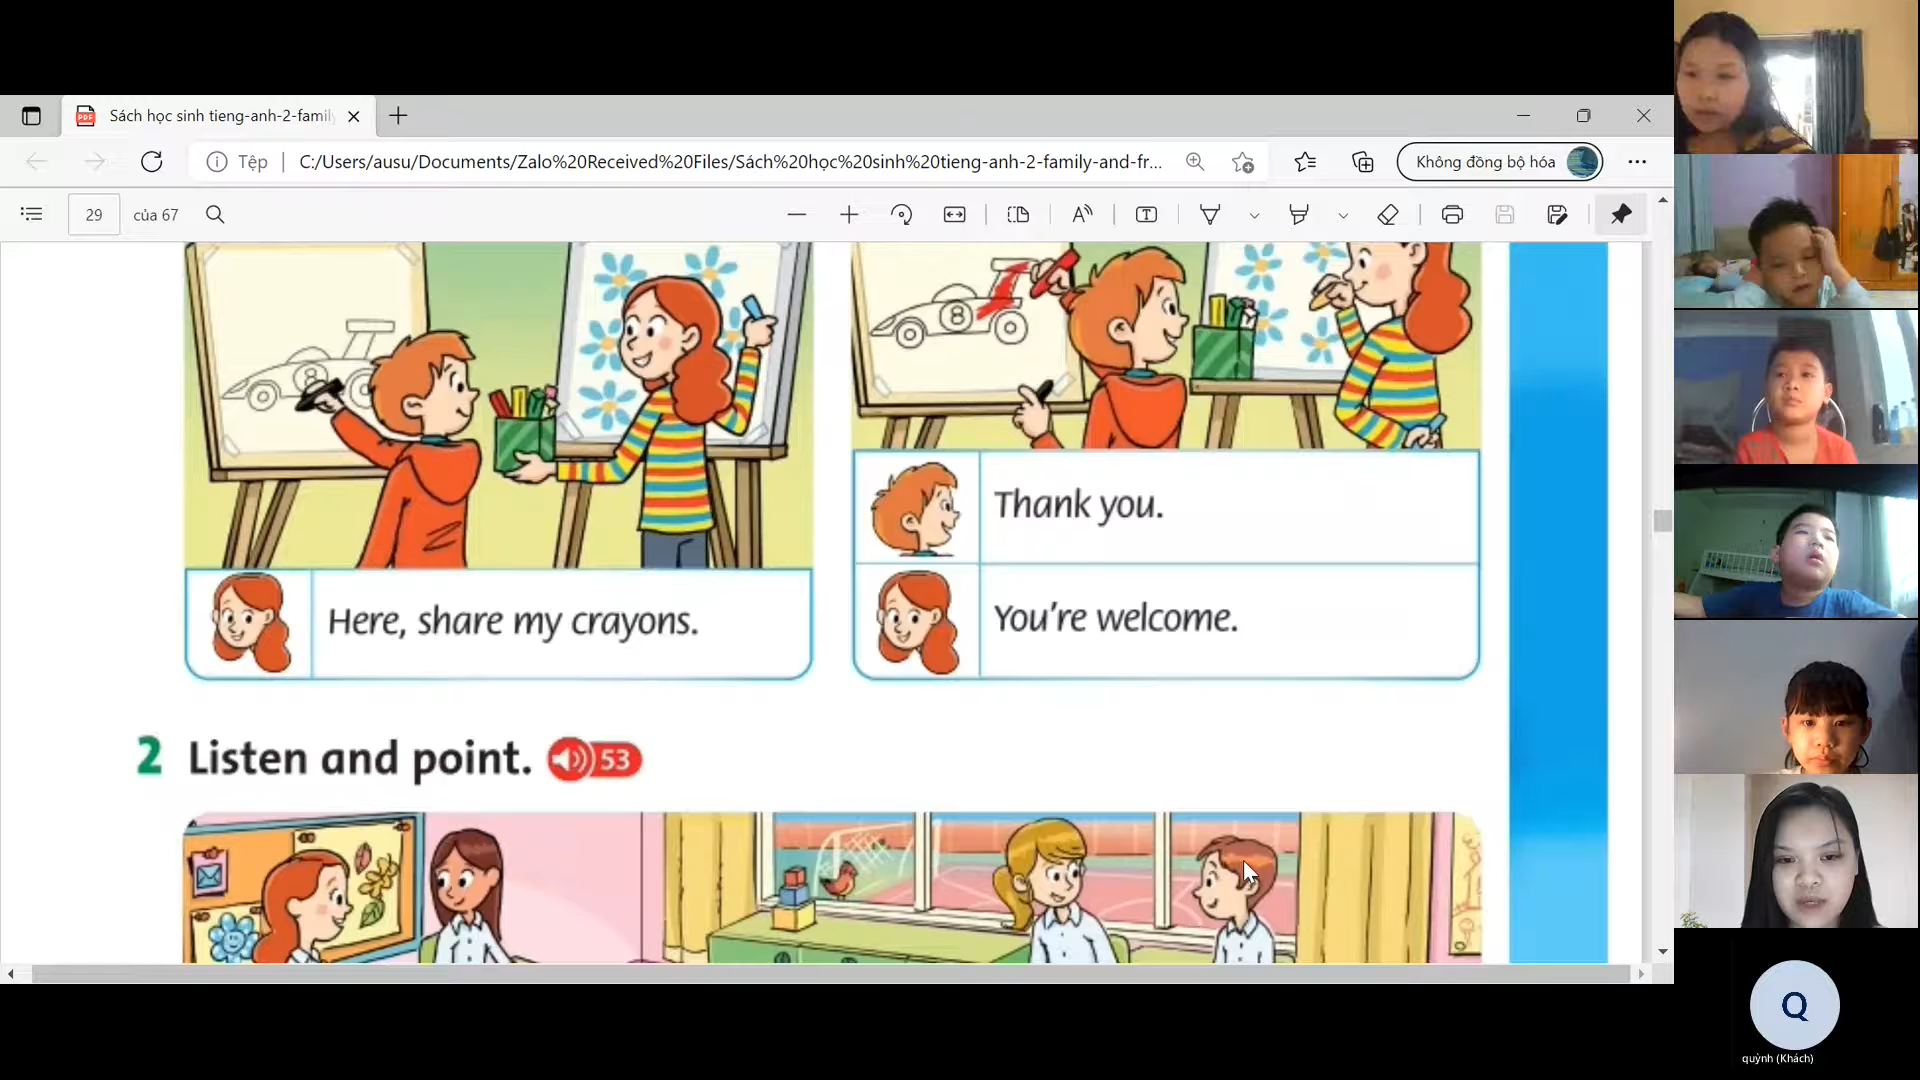 Sách học sinh tieng-anh-2-famil
Tệp
C:/Users/ausu/Documents/Zalo%20Received%20Files/Sách%20học%20sinh%20tieng-anh-2-family-and-fr...
Không đồng bộ hóa
29 của 67
8
8
Here, share my crayons.
Thank you.
You're welcome.
2 Listen and point. 53
Q
quỳnh (Khách)